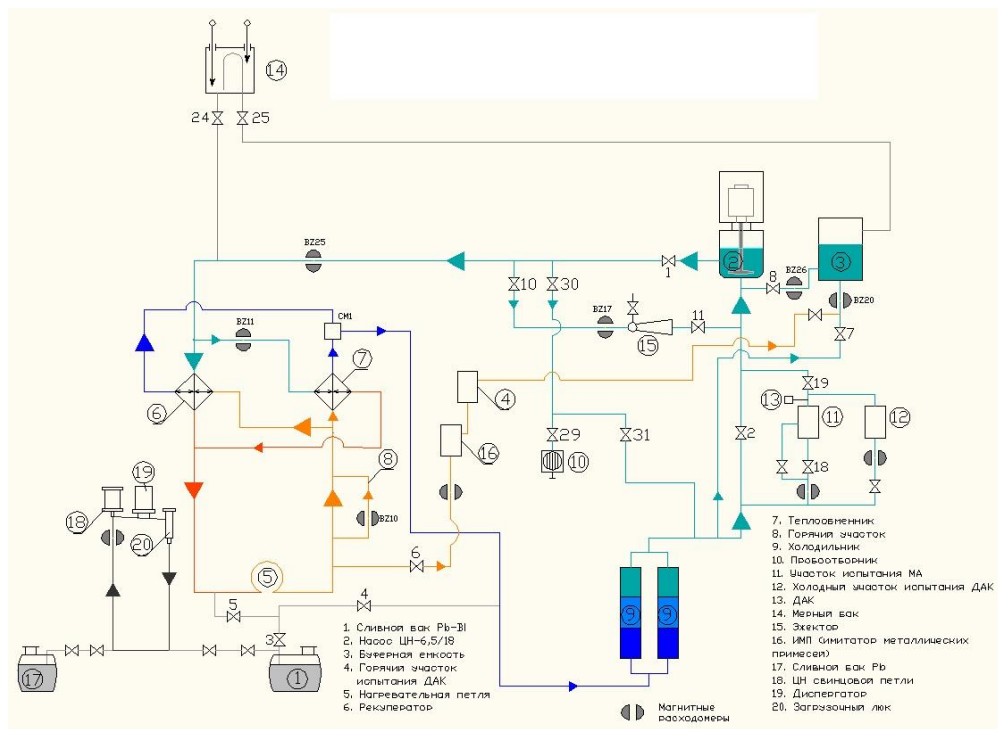 14
24
25
BZ25
2
1
8
BZ26
3
BZ20
10
30
BZ17
11
15
7
CM1
BZ11
7
6
4
19
13
11
12
16
29
31
2
10
18
8
BZ10
19
18
20
6
5
4
5
3
17
1
9
9
1. Сливной бак Pb-BI
2. Насос ЦН-6,5/18
3. Буферная емкость
4. Горячий участок
испытания ДАК
5. Нагревательная петля
6. Рекуператор
7. Теплообменник
8. Горячий участок
9. Холодильник
10. Пробоотборник
11. Участок испытания МА
12. Холодный участок испытания ДАК
13. ДАК
14. Мерный бак
15. Эжектор
16. ИМП (имитатор металлических
примесей)
17. Сливной бак Pb
18. ЦН свинцовой петли
19. Диспергатор
20. Загрузочный люк
Магнитные
расходомеры